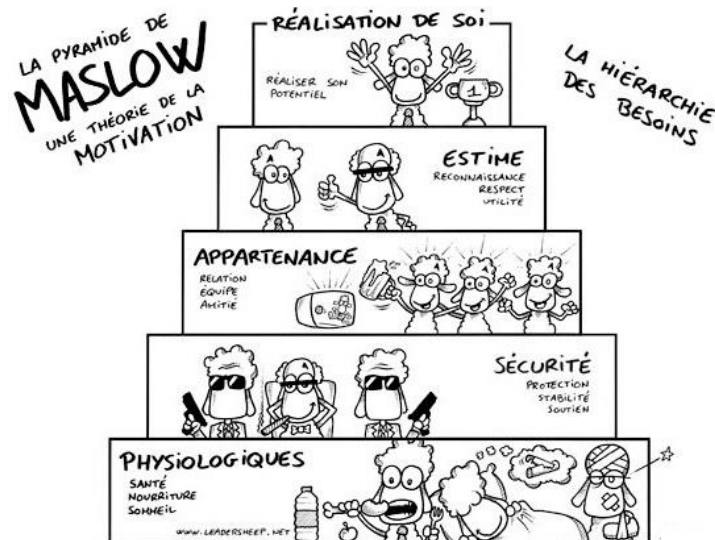 LA PYRAMIDE DE
MASLOW
UNE THÉORIE DE LA
MOTIVATION
LA HIÉRARCHIE
DES BESOINS
RÉALISATION DE SOI
RÉALISER SON
POTENTIEL
1
ESTIME
RECONNAISSANCE
RESPECT
UTILITÉ
APPARTENANCE
RELATION
ÉQUIPE
AMITIÉ
SÉCURITÉ
PROTECTION
STABILITÉ
SOUTIEN
PHYSIOLOGIQUES
SANTÉ
NOURRITURE
SOMMEIL
WWW.LEADERSHEEP.NET